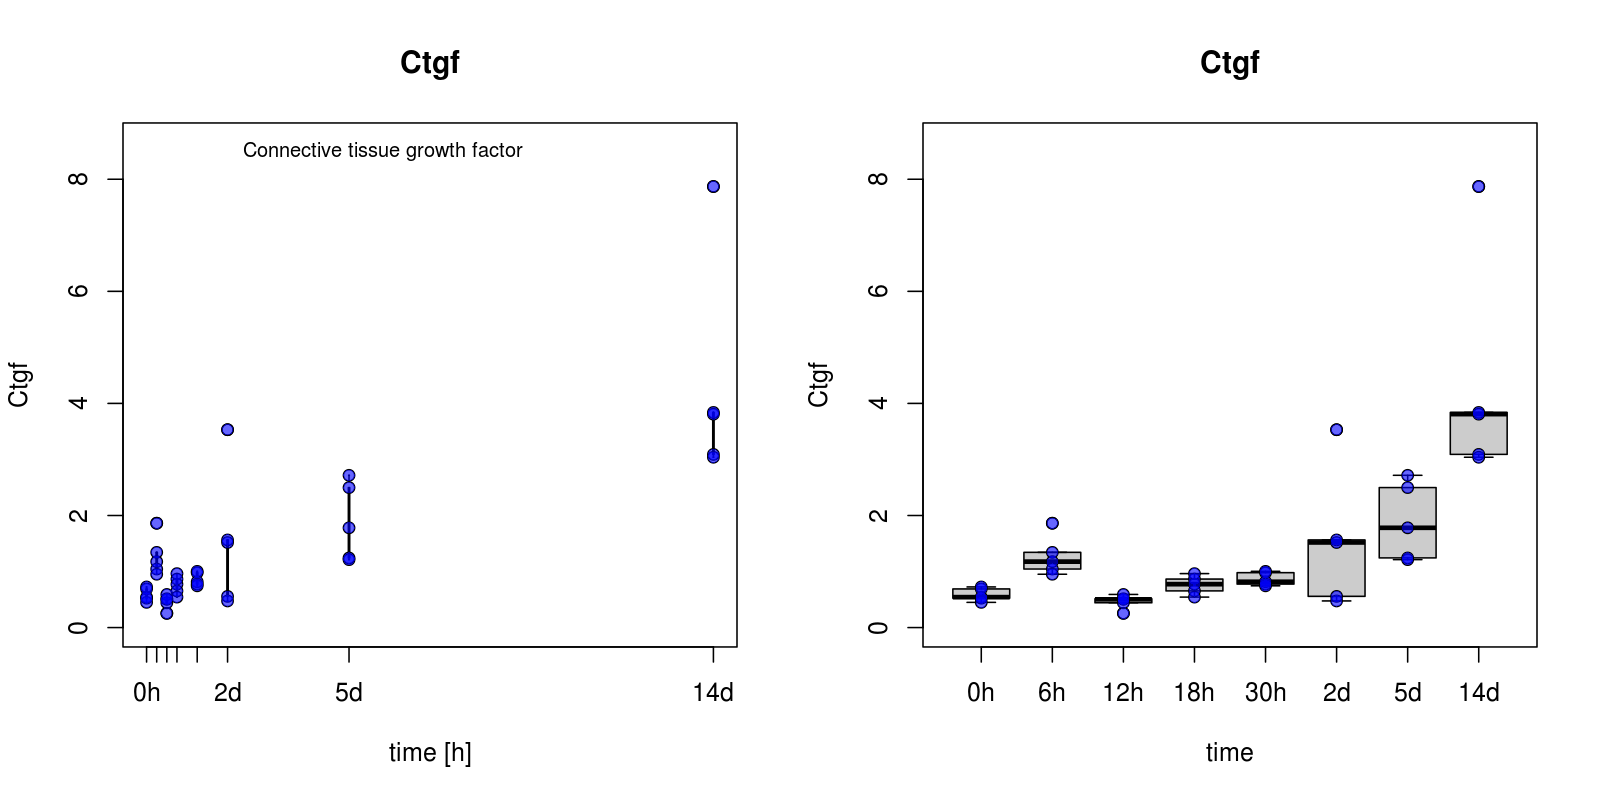 Ctgf
Connective tissue growth factor
Ctgf
8
6
4
2
0
0h 2d 5d 14d
time [h]
Ctgf
Ctgf
8
6
4
2
0
0h 6h 12h 18h 30h 2d 5d 14d
time